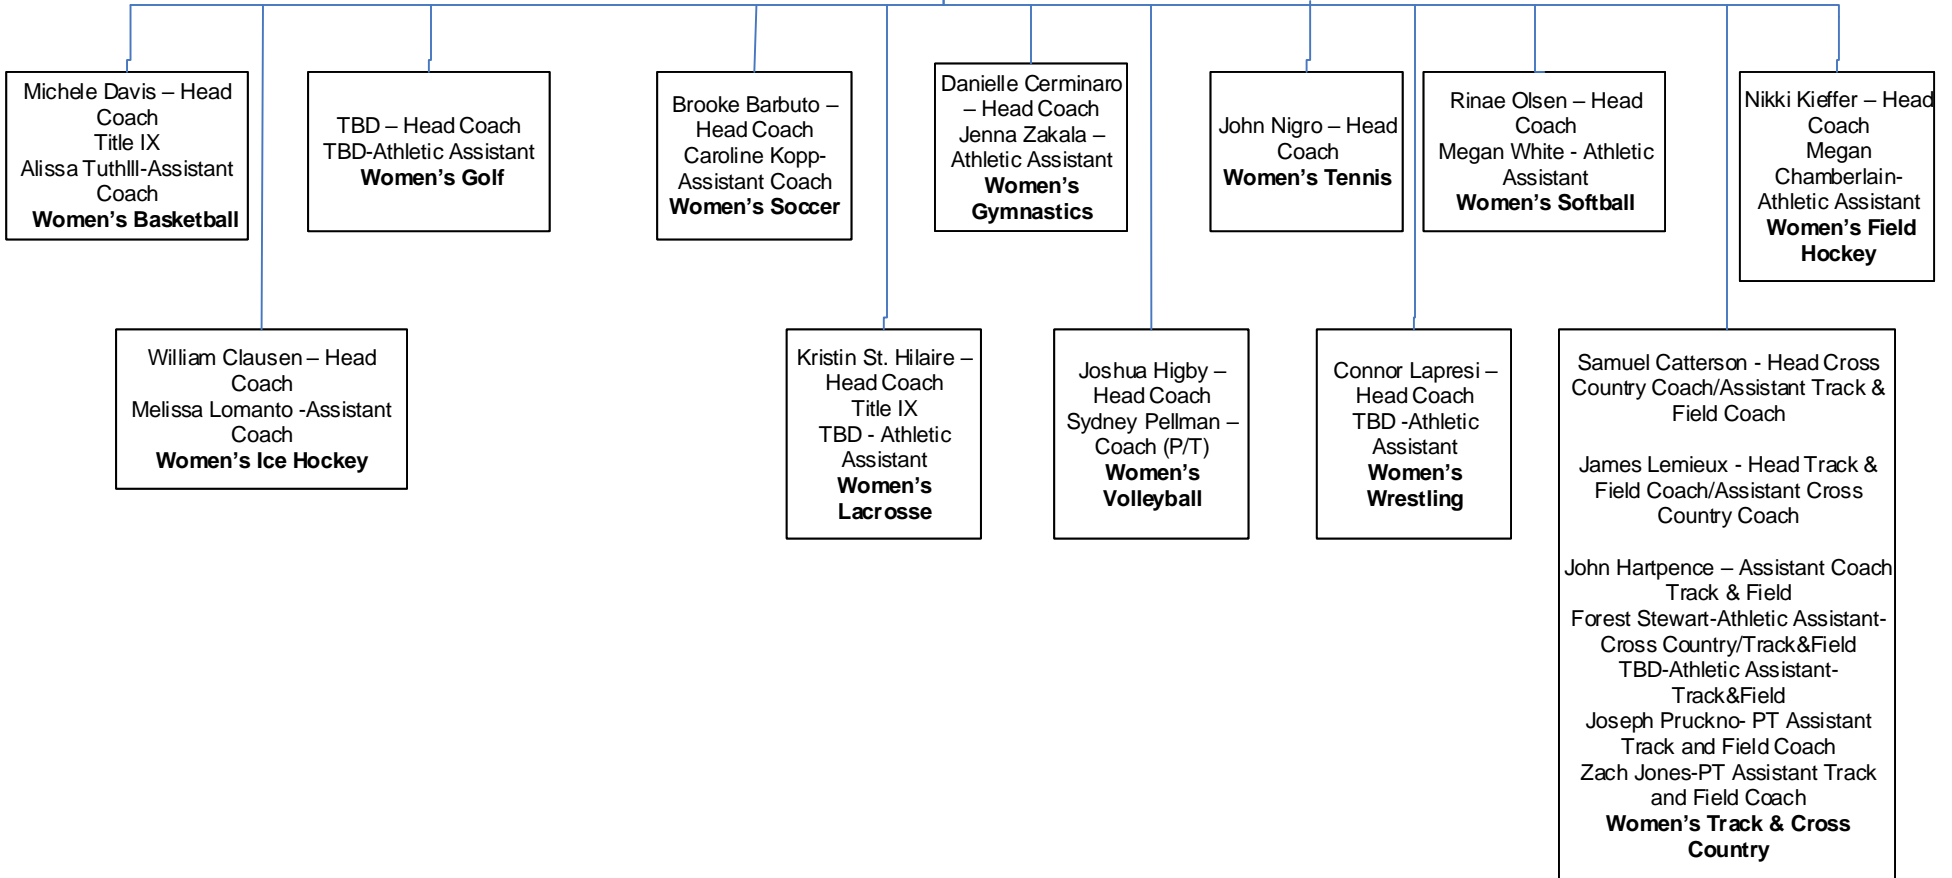 Michele Davis – Head
Coach
Title IX
Alissa Tuthlll-Assistant
Coach
Women's Basketball
TBD – Head Coach
TBD-Athletic Assistant
Women's Golf
Brooke Barbuto –
Head Coach
Caroline Kopp-
Assistant Coach
Women's Soccer
Danielle Cerminaro
– Head Coach
Jenna Zakala –
Athletic Assistant
Women's
Gymnastics
John Nigro – Head
Coach
Women's Tennis
Rinae Olsen – Head
Coach
Megan White - Athletic
Assistant
Women's Softball
Nikki Kieffer – Head
Coach
Megan
Chamberlain-
Athletic Assistant
Women's Field
Hockey
William Clausen – Head
Coach
Melissa Lomanto -Assistant
Coach
Women's Ice Hockey
Kristin St. Hilaire –
Head Coach
Title IX
TBD - Athletic
Assistant
Women's
Lacrosse
Joshua Higby –
Head Coach
Sydney Pellman –
Coach (P/T)
Women's
Volleyball
Connor Lapresi –
Head Coach
TBD -Athletic
Assistant
Women's
Wrestling
Samuel Catterson - Head Cross
Country Coach/Assistant Track &
Field Coach
James Lemieux - Head Track &
Field Coach/Assistant Cross
Country Coach
John Hartpence – Assistant Coach
Track & Field
Forest Stewart-Athletic Assistant-
Cross Country/Track&Field
TBD-Athletic Assistant-
Track&Field
Joseph Pruckno- PT Assistant
Track and Field Coach
Zach Jones-PT Assistant Track
and Field Coach
Women's Track & Cross
Country